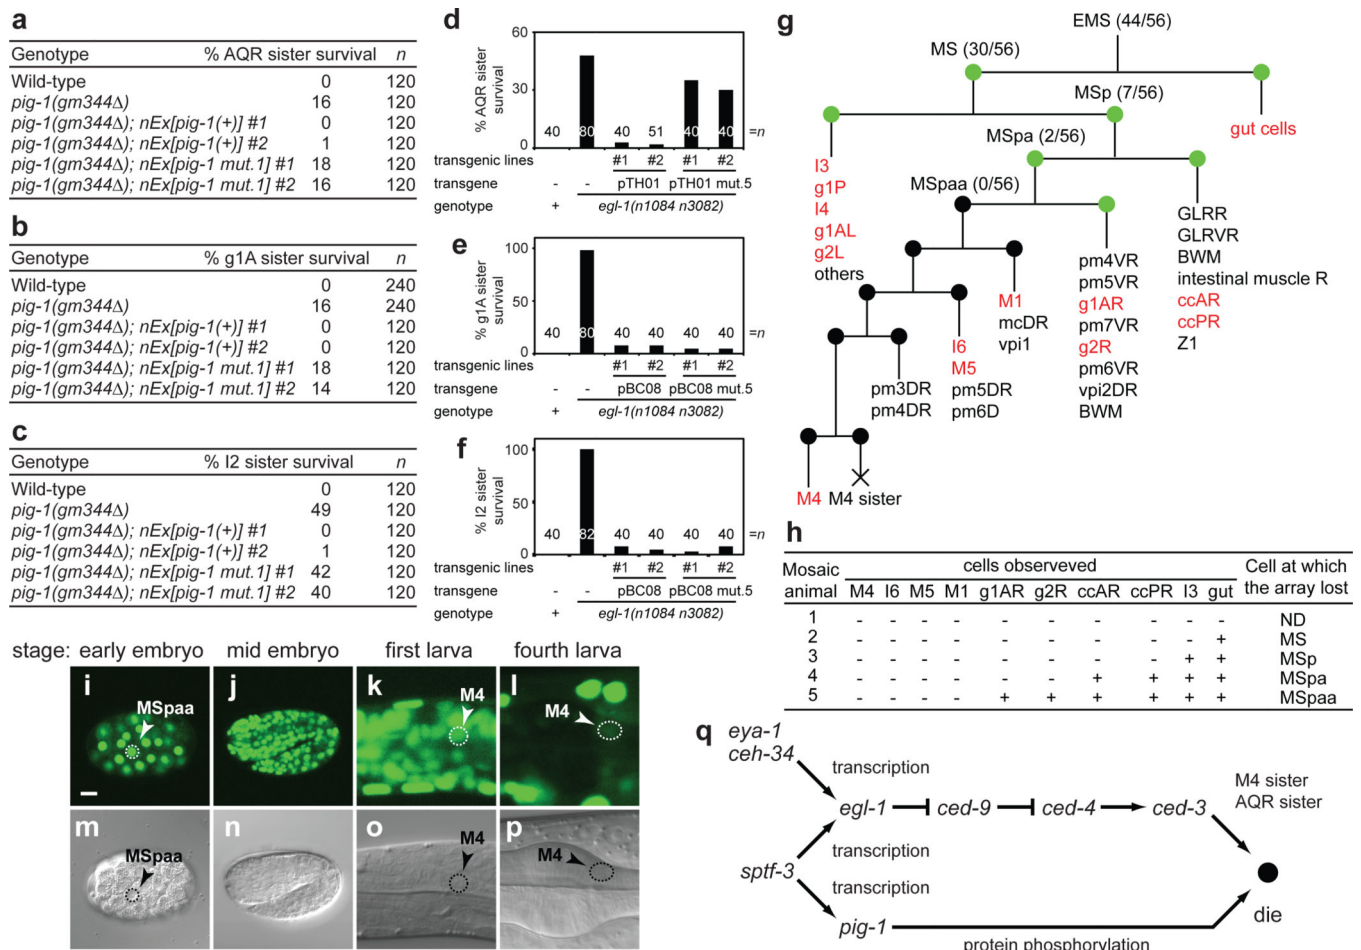 a
Genotype % AQR sister survival n
Wild-type 0 120
pig-1(gm344Δ) 16 120
pig-1(gm344Δ); nEx[pig-1(+)] #1 0 120
pig-1(gm344Δ); nEx[pig-1(+)] #2 1 120
pig-1(gm344Δ); nEx[pig-1 mut.1] #1 18 120
pig-1(gm344Δ); nEx[pig-1 mut.1] #2 16 120
b
Genotype % g1A sister survival n
Wild-type 0 240
pig-1(gm344Δ) 16 240
pig-1(gm344Δ); nEx[pig-1(+)] #1 0 120
pig-1(gm344Δ); nEx[pig-1(+)] #2 0 120
pig-1(gm344Δ); nEx[pig-1 mut.1] #1 18 120
pig-1(gm344Δ); nEx[pig-1 mut.1] #2 14 120
c
Genotype % I2 sister survival n
Wild-type 0 120
pig-1(gm344Δ) 49 120
pig-1(gm344Δ); nEx[pig-1(+)] #1 0 120
pig-1(gm344Δ); nEx[pig-1(+)] #2 1 120
pig-1(gm344Δ); nEx[pig-1 mut.1] #1 42 120
pig-1(gm344Δ); nEx[pig-1 mut.1] #2 40 120
d
% AQR sister survival
60
30
0
40 80 40 51 40 40 =n
transgenic lines #1 #2 #1 #2
transgene - - pTH01 pTH01 mut.5
genotype + egl-1(n1084 n3082)
e
% g1A sister survival
100
50
0
40 80 40 40 40 40 =n
transgenic lines #1 #2 #1 #2
transgene - - pBC08 pBC08 mut.5
genotype + egl-1(n1084 n3082)
f
% I2 sister survival
100
50
0
40 82 40 40 40 40 =n
transgenic lines #1 #2 #1 #2
transgene - - pBC08 pBC08 mut.5
genotype + egl-1(n1084 n3082)
g
EMS (44/56)
MS (30/56)
MSp (7/56)
gut cells
MSpa (2/56)
MSpaa (0/56)
I3
g1P
I4
g1AL
g2L
others
GLRR
GLRVR
BWM
intestinal muscle R
ccAR
ccPR
Z1
pm4VR
pm5VR
g1AR
pm7VR
g2R
pm6VR
vpi2DR
BWM
M1
mcDR
vpi1
I6
M5
pm5DR
pm6D
pm3DR
pm4DR
M4 M4 sister
h
Mosaic animal
cells observeved
Cell at which the array lost
M4 I6 M5 M1 g1AR g2R ccAR ccPR I3 gut
1 - - - - - - - - - - ND
2 - - - - - - - - - + MS
3 - - - - - - - - + + MSp
4 - - - - - - + + + + MSpa
5 - - - - + + + + + + MSpaa
stage: early embryo mid embryo first larva fourth larva
i
MSpaa
j
k
M4
l
M4
m
MSpaa
n
o
M4
p
M4
q
eya-1
ceh-34
transcription
egl-1 ced-9 ced-4 ced-3
M4 sister
AQR sister
transcription
sptf-3
transcription
die
pig-1
protein phosphorylation